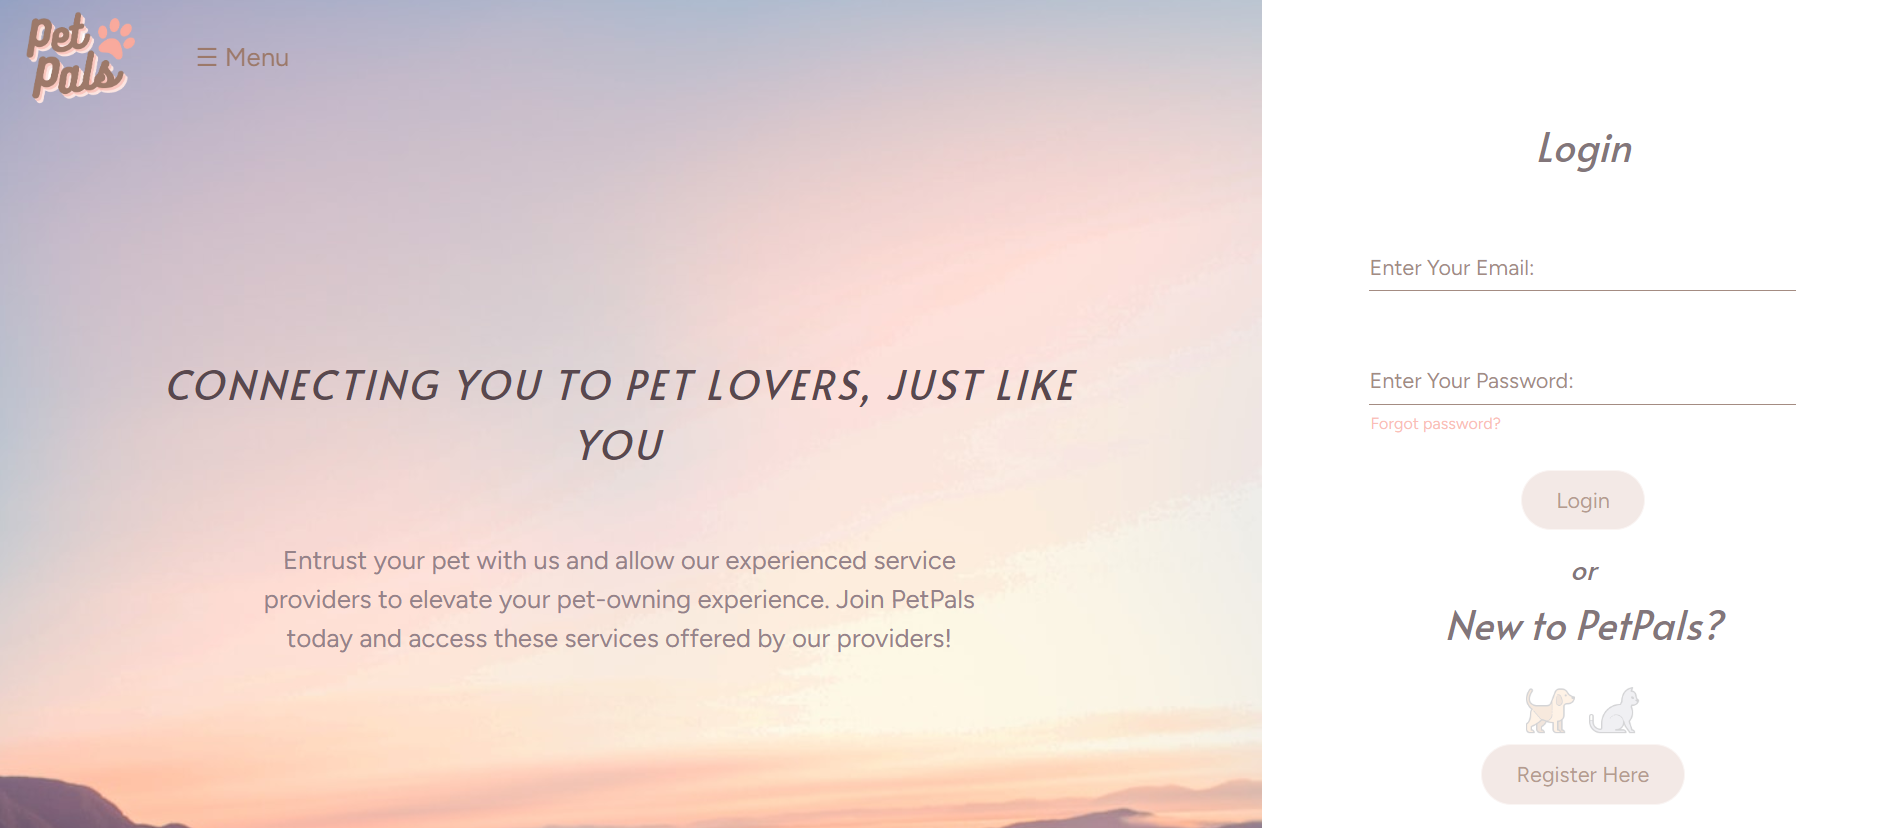 pet
pals
☰ Menu
CONNECTING YOU TO PET LOVERS, JUST LIKE
YOU
Entrust your pet with us and allow our experienced service
providers to elevate your pet-owning experience. Join PetPals
today and access these services offered by our providers!
Login
Enter Your Email:
Enter Your Password:
Forgot password?
Login
or
New to PetPals?
Register Here